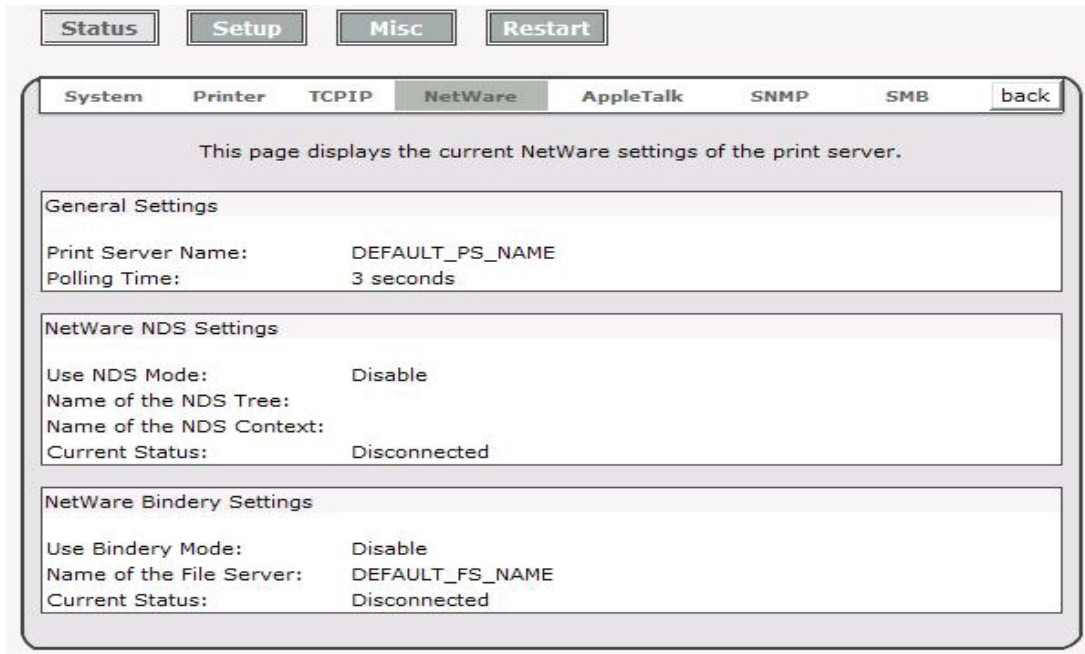 Status Setup Misc Restart
System Printer TCPIP NetWare AppleTalk SNMP SMB back
This page displays the current NetWare settings of the print server.
General Settings
Print Server Name: DEFAULT_PS_NAME
Polling Time: 3 seconds
NetWare NDS Settings
Use NDS Mode: Disable
Name of the NDS Tree:
Name of the NDS Context:
Current Status: Disconnected
NetWare Bindery Settings
Use Bindery Mode: Disable
Name of the File Server: DEFAULT_FS_NAME
Current Status: Disconnected